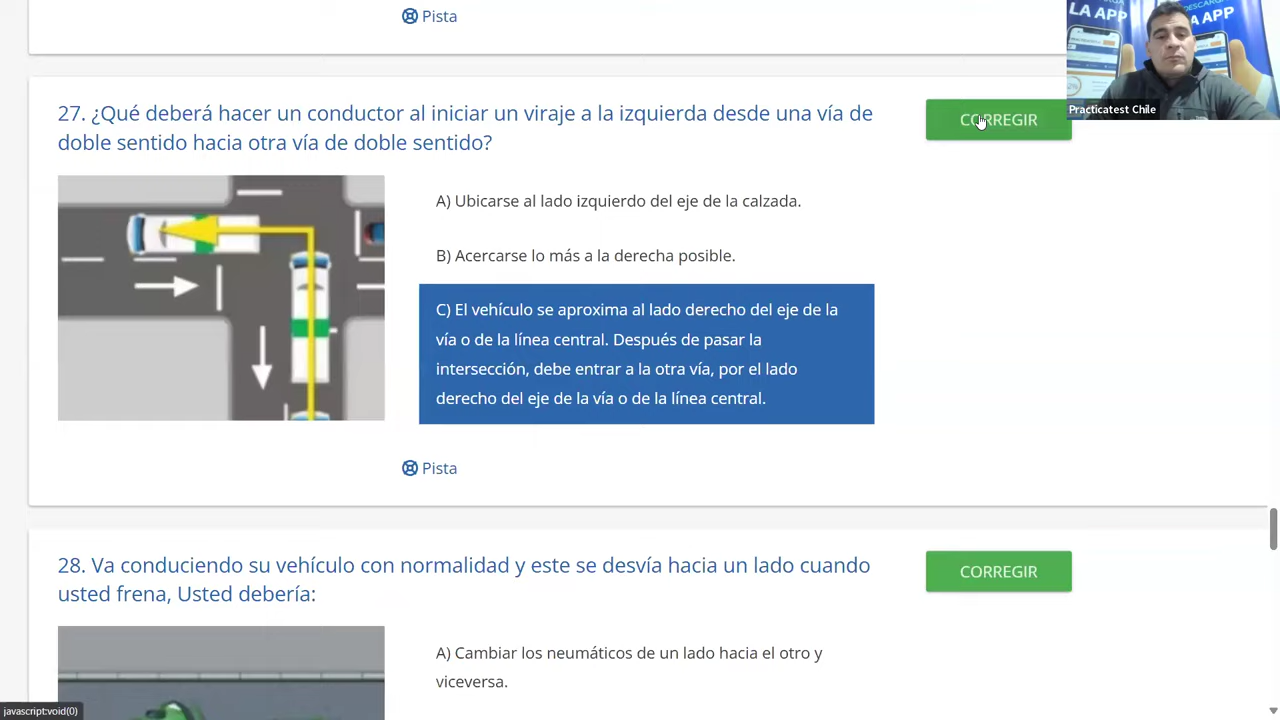 Pista
LA APP
DESCARGA
LA APP
Practicatest Chile
27. ¿Qué deberá hacer un conductor al iniciar un viraje a la izquierda desde una vía de
doble sentido hacia otra vía de doble sentido?
CORREGIR
A) Ubicarse al lado izquierdo del eje de la calzada.
B) Acercarse lo más a la derecha posible.
C) El vehículo se aproxima al lado derecho del eje de la
vía o de la línea central. Después de pasar la
intersección, debe entrar a la otra vía, por el lado
derecho del eje de la vía o de la línea central.
Pista
28. Va conduciendo su vehículo con normalidad y este se desvía hacia un lado cuando
usted frena, Usted debería:
CORREGIR
A) Cambiar los neumáticos de un lado hacia el otro y
viceversa.
javascript:void(0)